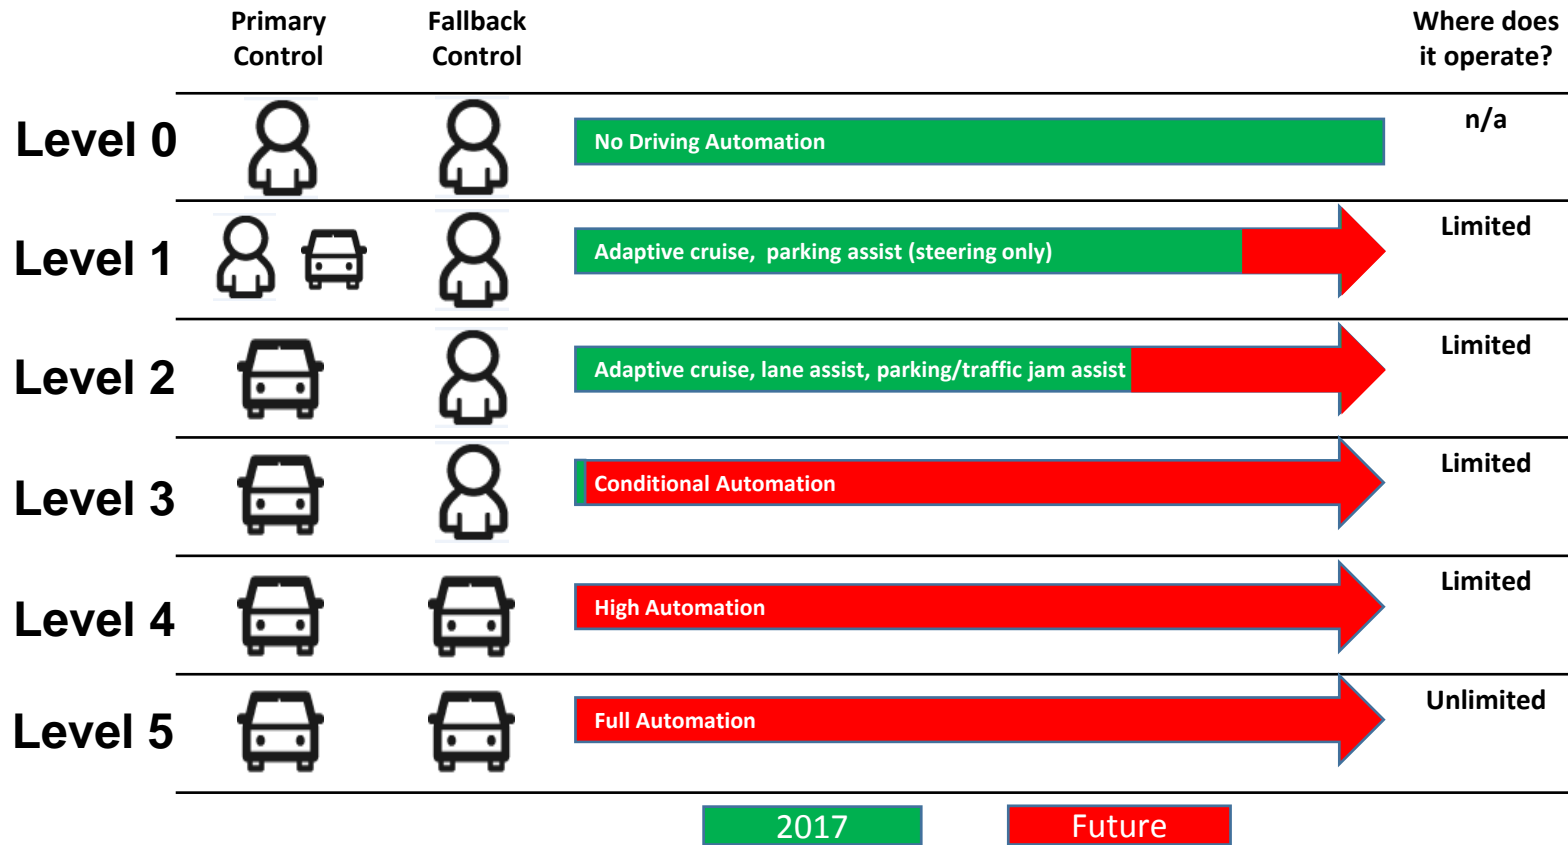 Primary
Control
Fallback
Control
Where does
it operate?
Level 0
No Driving Automation
n/a
Level 1
Adaptive cruise,  parking assist (steering only)
Limited
Level 2
Adaptive cruise, lane assist, parking/traffic jam assist
Limited
Level 3
Conditional Automation
Limited
Level 4
High Automation
Limited
Level 5
Full Automation
Unlimited
2017
Future